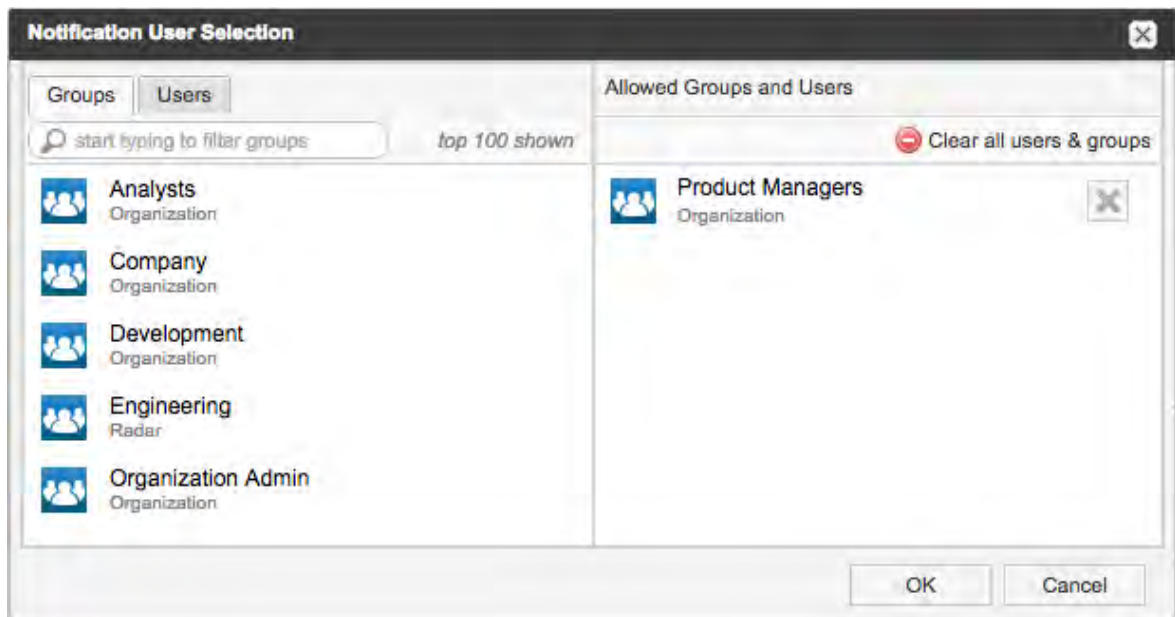 Notification User Selection
Groups
Users
start typing to filter groups
top 100 shown
Analysts
Organization
Company
Organization
Development
Organization
Engineering
Radar
Organization Admin
Organization
Allowed Groups and Users
Clear all users & groups
Product Managers
Organization
OK
Cancel